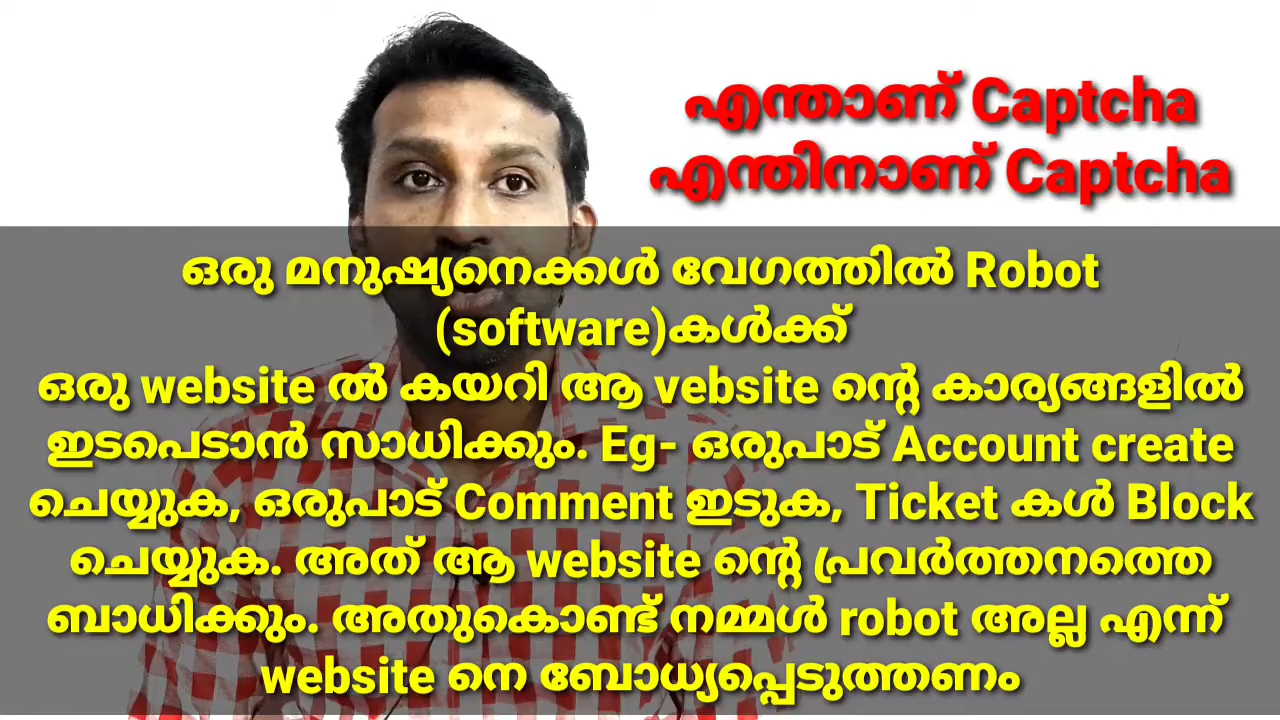 എന്താണ് Captcha
എന്തിനാണ് Captcha
ഒരു മനുഷ്യനെക്കൾ വേഗത്തിൽ Robot
(software)കൾക്ക്
ഒരു website ൽ കയറി ആ vebsite ന്റെ കാര്യങ്ങളിൽ
ഇടപെടാൻ സാധിക്കും. Eg- ഒരുപാട് Account create
ചെയ്യുക, ഒരുപാട് Comment ഇടുക, Ticket കൾ Block
ചെയ്യുക. അത് ആ website ന്റെ പ്രവർത്തനത്തെ
ബാധിക്കും. അതുകൊണ്ട് നമ്മൾ robot അല്ല എന്ന്
website നെ ബോധ്യപ്പെടുത്തണം